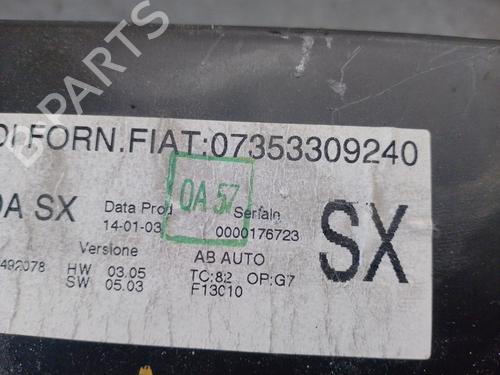 B PARTS
DI FORN.FIAT:07353309240
DA SX
Data Prod
14-01-03
0A 57
Seriale
0000176723
SX
Versione
AB AUTO
492078
HW 03.05
TC:82 OP:G7
SW 05.03
F13010